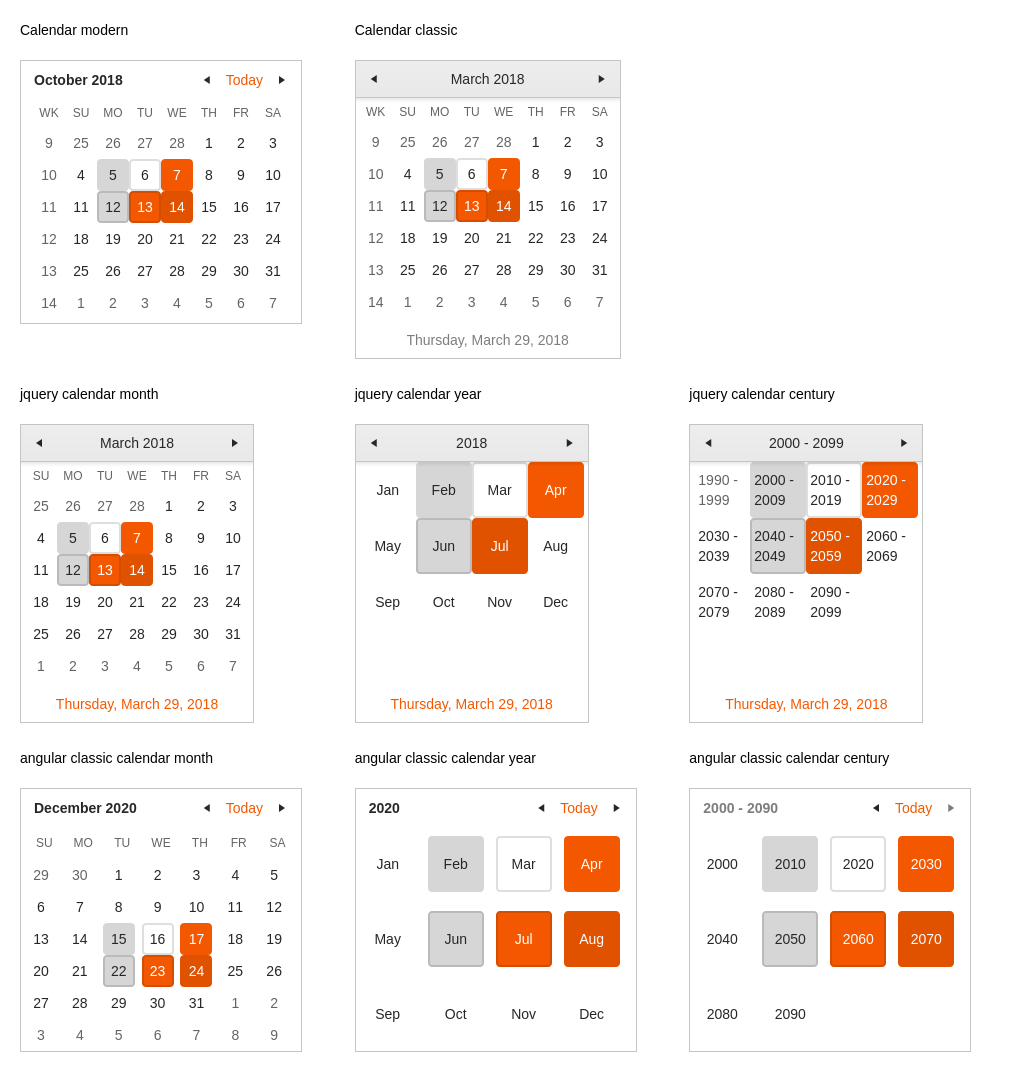 Calendar modern
October 2018 Today
WK SU MO TU WE TH FR SA
9 25 26 27 28 1 2 3
10 4 5 6 7 8 9 10
11 11 12 13 14 15 16 17
12 18 19 20 21 22 23 24
13 25 26 27 28 29 30 31
14 1 2 3 4 5 6 7
Calendar classic
March 2018
WK SU MO TU WE TH FR SA
9 25 26 27 28 1 2 3
10 4 5 6 7 8 9 10
11 11 12 13 14 15 16 17
12 18 19 20 21 22 23 24
13 25 26 27 28 29 30 31
14 1 2 3 4 5 6 7
Thursday, March 29, 2018
jquery calendar month
March 2018
SU MO TU WE TH FR SA
25 26 27 28 1 2 3
4 5 6 7 8 9 10
11 12 13 14 15 16 17
18 19 20 21 22 23 24
25 26 27 28 29 30 31
1 2 3 4 5 6 7
Thursday, March 29, 2018
jquery calendar year
2018
Jan Feb Mar Apr
May Jun Jul Aug
Sep Oct Nov Dec
Thursday, March 29, 2018
jquery calendar century
2000 - 2099
1990 - 2000 - 2010 - 2020 -
1999 2009 2019 2029
2030 - 2040 - 2050 - 2060 -
2039 2049 2059 2069
2070 - 2080 - 2090 -
2079 2089 2099
Thursday, March 29, 2018
angular classic calendar month
December 2020 Today
SU MO TU WE TH FR SA
29 30 1 2 3 4 5
6 7 8 9 10 11 12
13 14 15 16 17 18 19
20 21 22 23 24 25 26
27 28 29 30 31 1 2
3 4 5 6 7 8 9
angular classic calendar year
2020 Today
Jan Feb Mar Apr
May Jun Jul Aug
Sep Oct Nov Dec
angular classic calendar century
2000 - 2090 Today
2000 2010 2020 2030
2040 2050 2060 2070
2080 2090